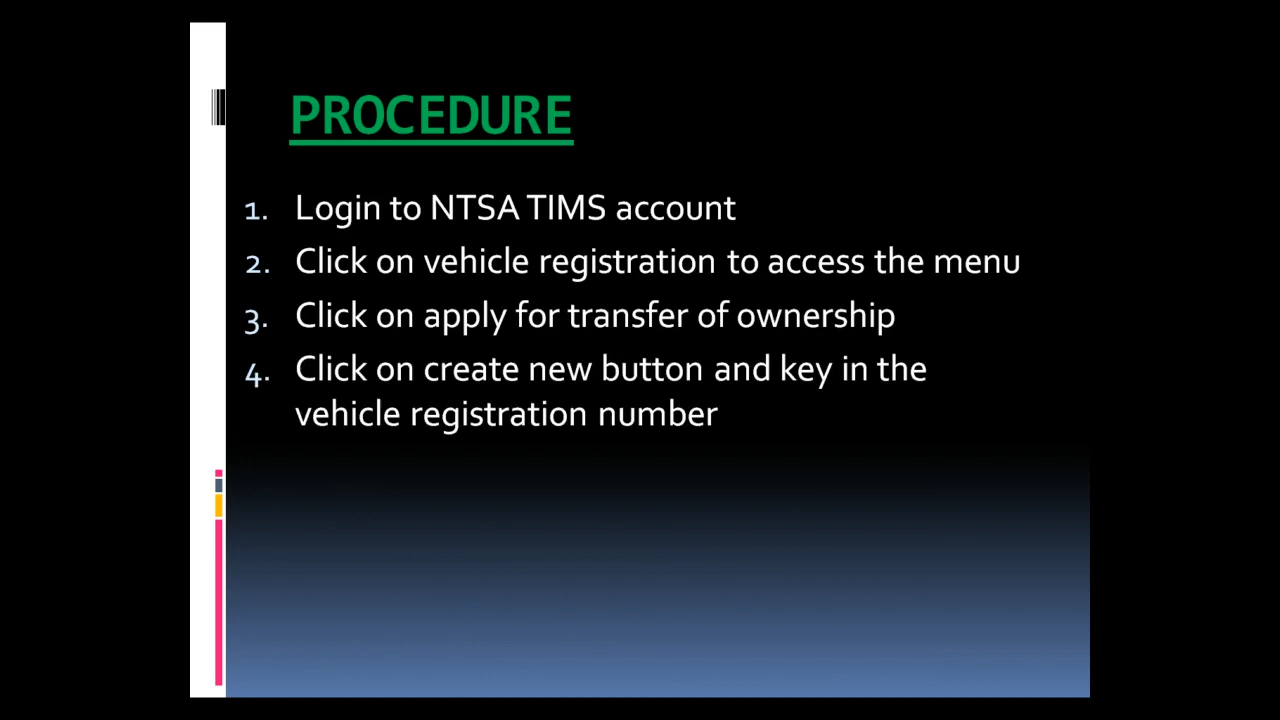 PROCEDURE
1. Login to NTSA TIMS account
2. Click on vehicle registration to access the menu
3. Click on apply for transfer of ownership
4. Click on create new button and key in the
vehicle registration number